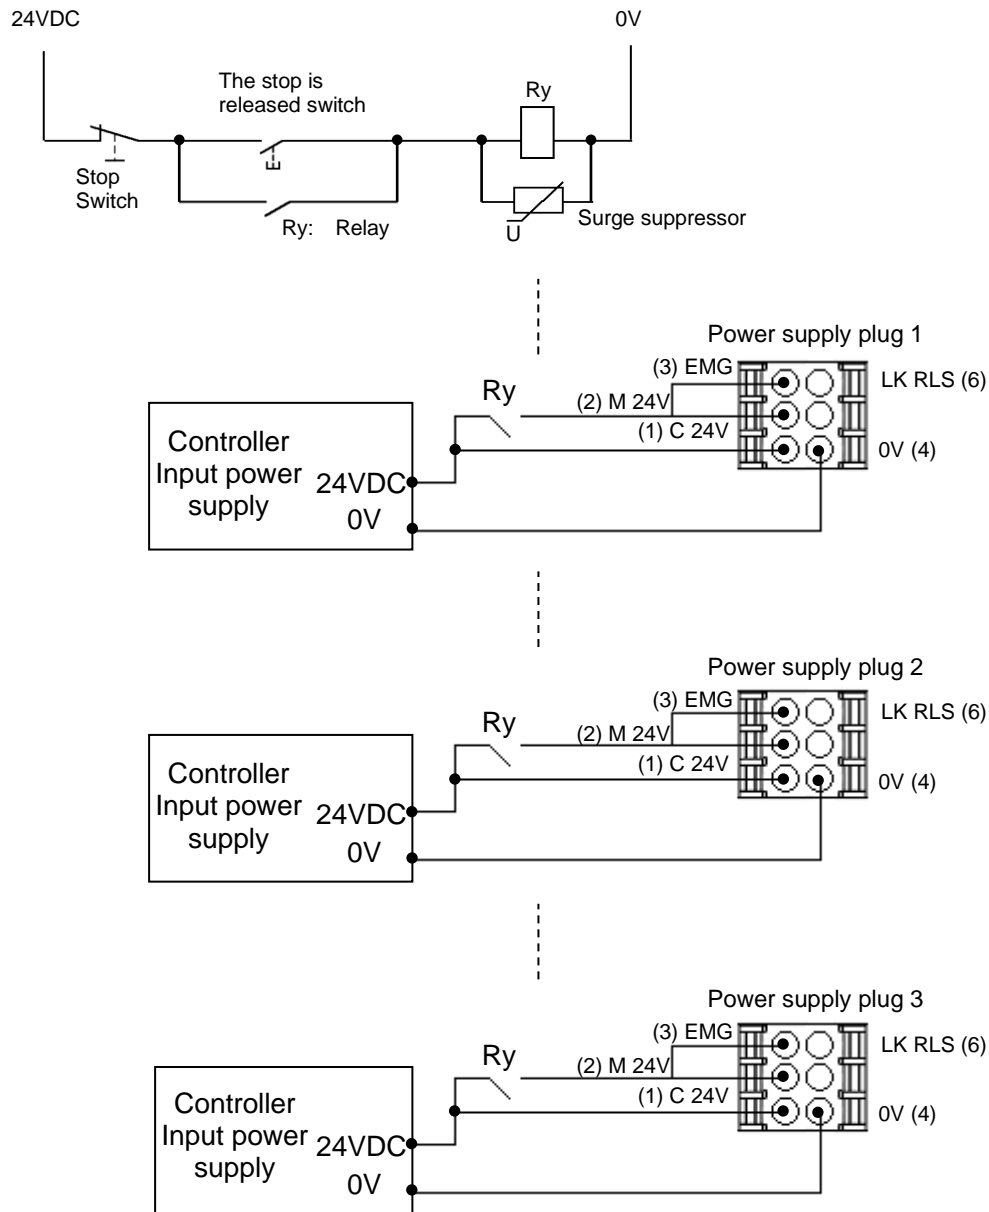 24VDC
0V
The stop is
released switch
Ry
Stop
Switch
Ry: Relay
U
Surge suppressor
Power supply plug 1
(3) EMG
LK RLS (6)
Ry
(2) M 24V
(1) C 24V
0V (4)
Controller
Input power
supply
24VDC
0V
Power supply plug 2
(3) EMG
LK RLS (6)
Ry
(2) M 24V
(1) C 24V
0V (4)
Controller
Input power
supply
24VDC
0V
Power supply plug 3
(3) EMG
LK RLS (6)
Ry
(2) M 24V
(1) C 24V
0V (4)
Controller
Input power
supply
24VDC
0V